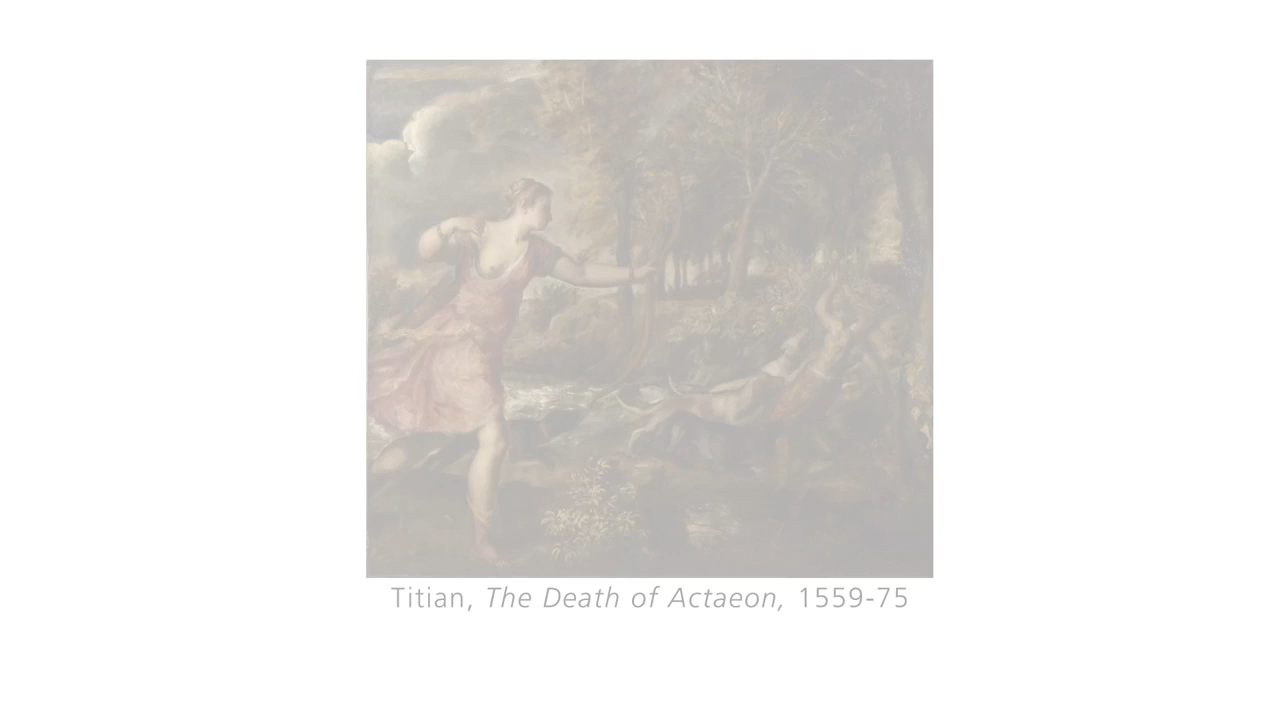 Titian, The Death of Actaeon, 1559-75